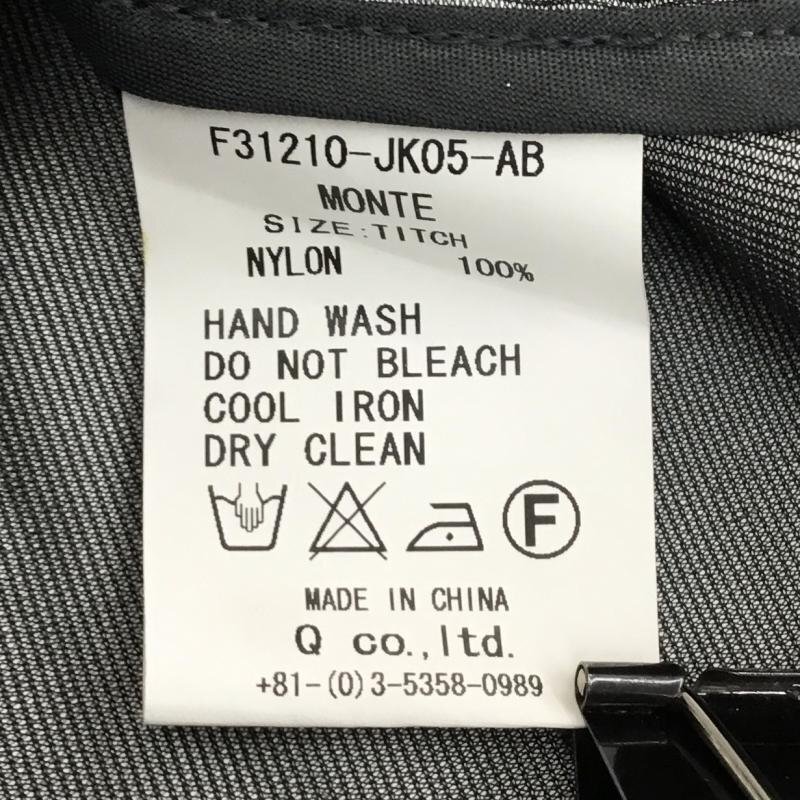 F31210-JK05-AB
MONTE
SIZE:TITCH
NYLON 100%
HAND WASH
DO NOT BLEACH
COOL IRON
DRY CLEAN
F
MADE IN CHINA
Q co.,ltd.
+81-(0)3-5358-0989